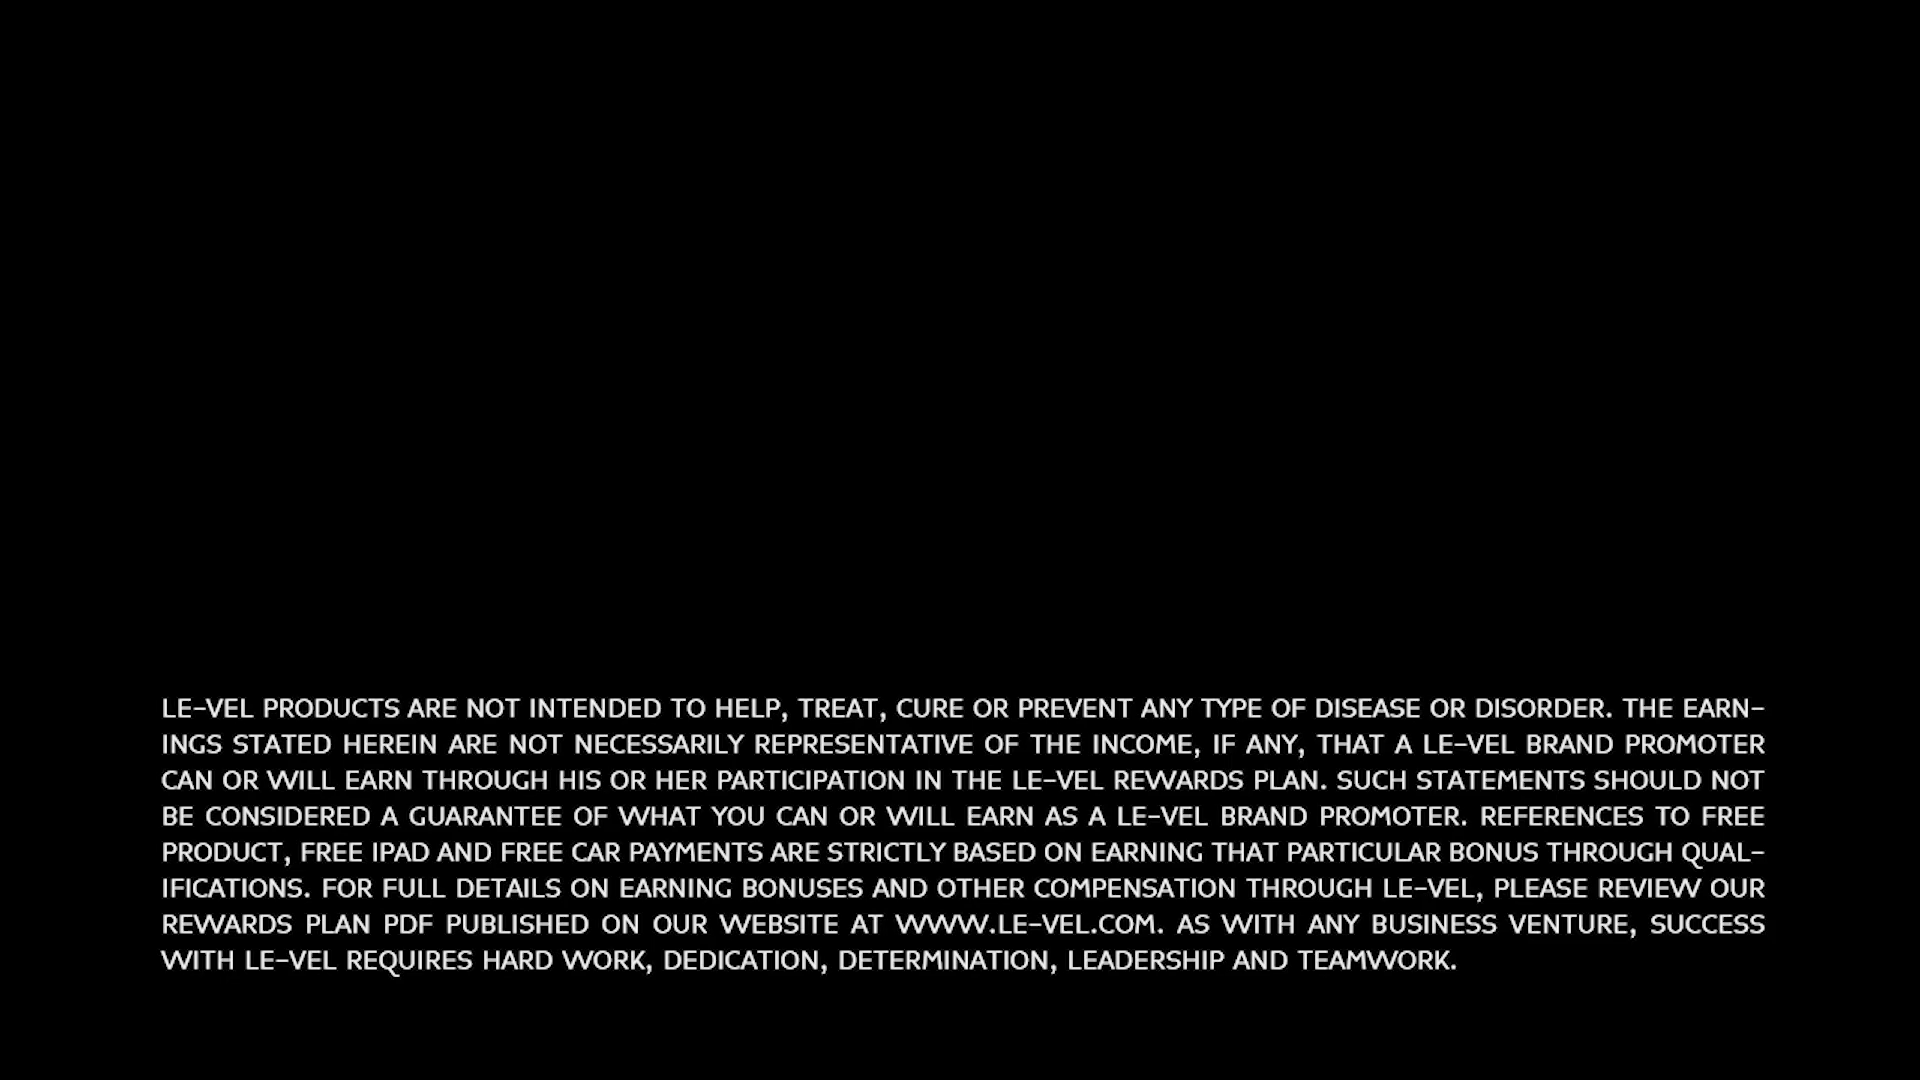 LE-VEL PRODUCTS ARE NOT INTENDED TO HELP, TREAT, CURE OR PREVENT ANY TYPE OF DISEASE OR DISORDER. THE EARN-
INGS STATED HEREIN ARE NOT NECESSARILY REPRESENTATIVE OF THE INCOME, IF ANY, THAT A LE-VEL BRAND PROMOTER
CAN OR WILL EARN THROUGH HIS OR HER PARTICIPATION IN THE LE-VEL REWARDS PLAN. SUCH STATEMENTS SHOULD NOT
BE CONSIDERED A GUARANTEE OF WHAT YOU CAN OR WILL EARN AS A LE-VEL BRAND PROMOTER. REFERENCES TO FREE
PRODUCT, FREE IPAD AND FREE CAR PAYMENTS ARE STRICTLY BASED ON EARNING THAT PARTICULAR BONUS THROUGH QUAL-
IFICATIONS. FOR FULL DETAILS ON EARNING BONUSES AND OTHER COMPENSATION THROUGH LE-VEL, PLEASE REVIEW OUR
REWARDS PLAN PDF PUBLISHED ON OUR WEBSITE AT WWW.LE-VEL.COM. AS WITH ANY BUSINESS VENTURE, SUCCESS
WITH LE-VEL REQUIRES HARD WORK, DEDICATION, DETERMINATION, LEADERSHIP AND TEAMWORK.